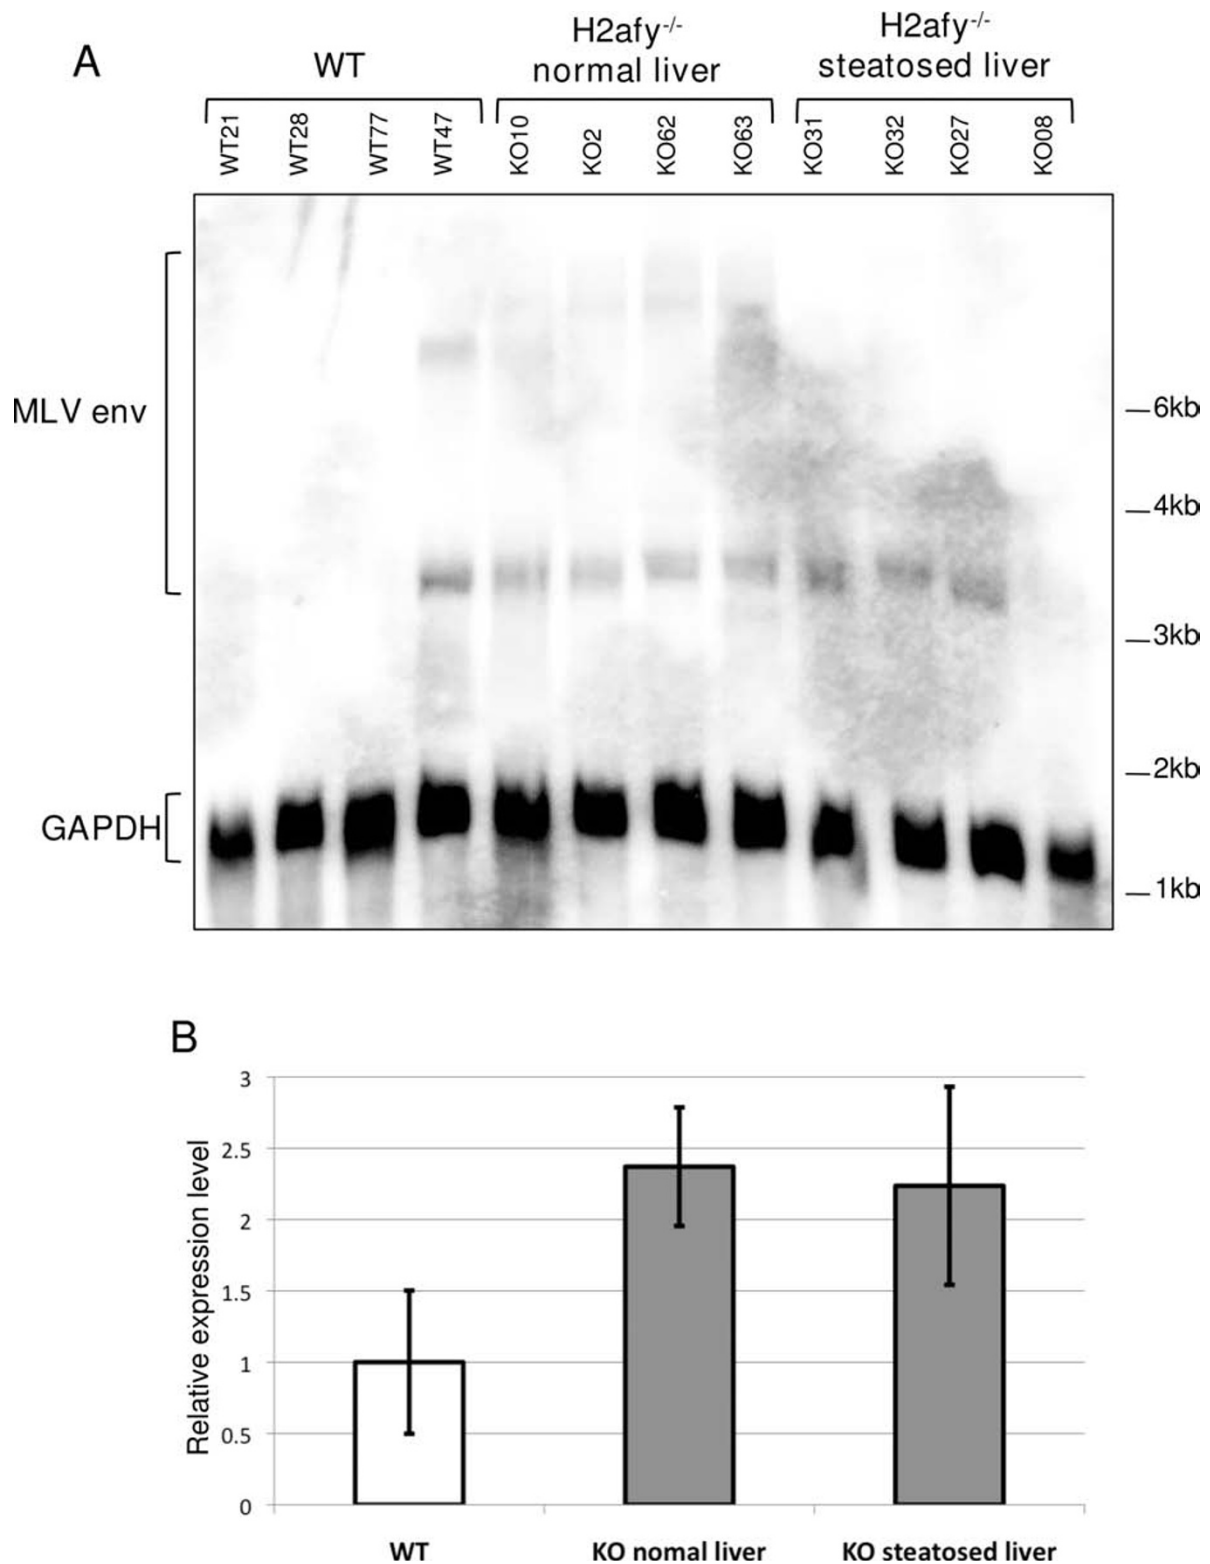 A
WT
H2afy-/-
normal liver
H2afy-/-
steatosed liver
WT21
WT28
WT77
WT47
KO10
KO2
KO62
KO63
KO31
KO32
KO27
KO08
MLV env
6kb
4kb
3kb
2kb
GAPDH
1kb
B
Relative expression level
3
2.5
2
1.5
1
0.5
0
WT
KO nomal liver
KO steatosed liver